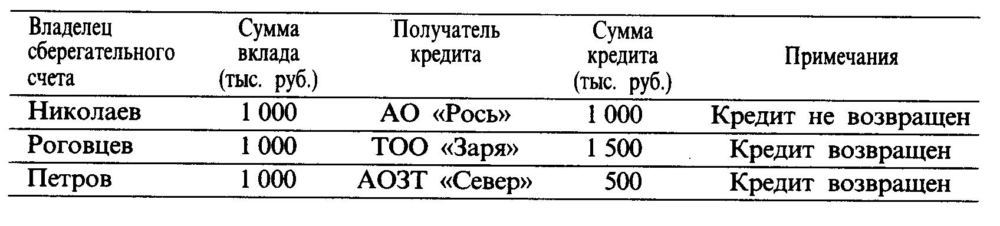 Владелец сберегательного счета Сумма вклада (тыс. руб.) Получатель кредита Сумма кредита (тыс. руб.) Примечания
Николаев 1 000 АО «Рось» 1 000 Кредит не возвращен
Роговцев 1 000 ТОО «Заря» 1 500 Кредит возвращен
Петров 1 000 АОЗТ «Север» 500 Кредит возвращен